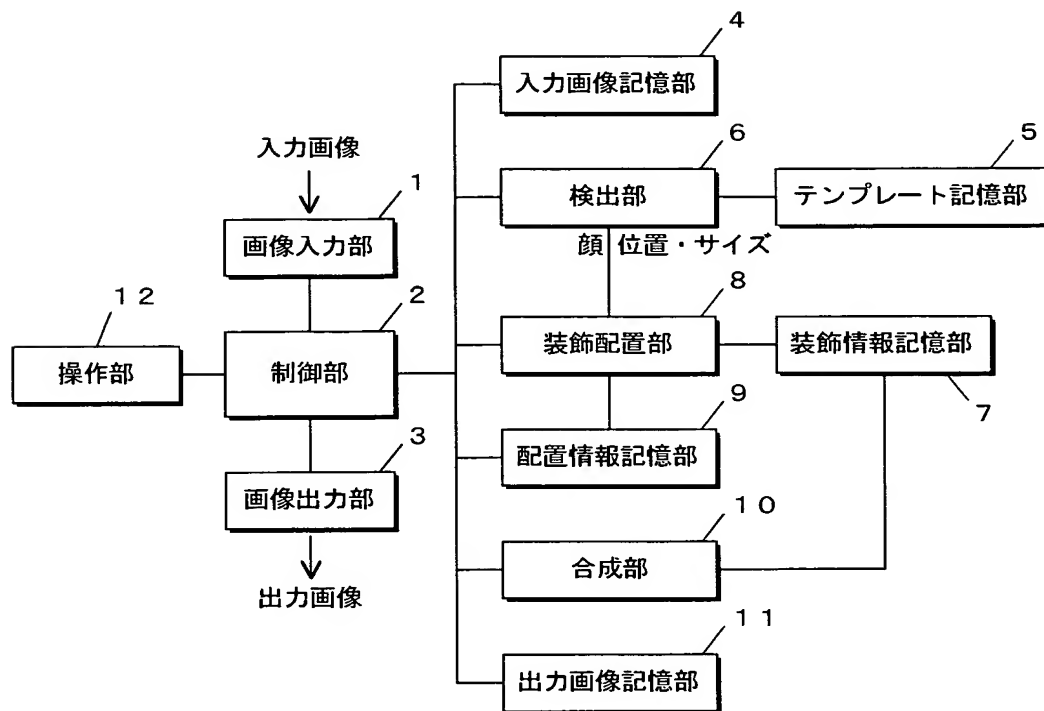 4
入力画像記憶部
入力画像
6
5
1
検出部
テンプレート記憶部
画像入力部
顔 位置・サイズ
12
2
8
操作部
制御部
装飾配置部
装飾情報記憶部
7
3
9
画像出力部
配置情報記憶部
10
出力画像
合成部
11
出力画像記憶部